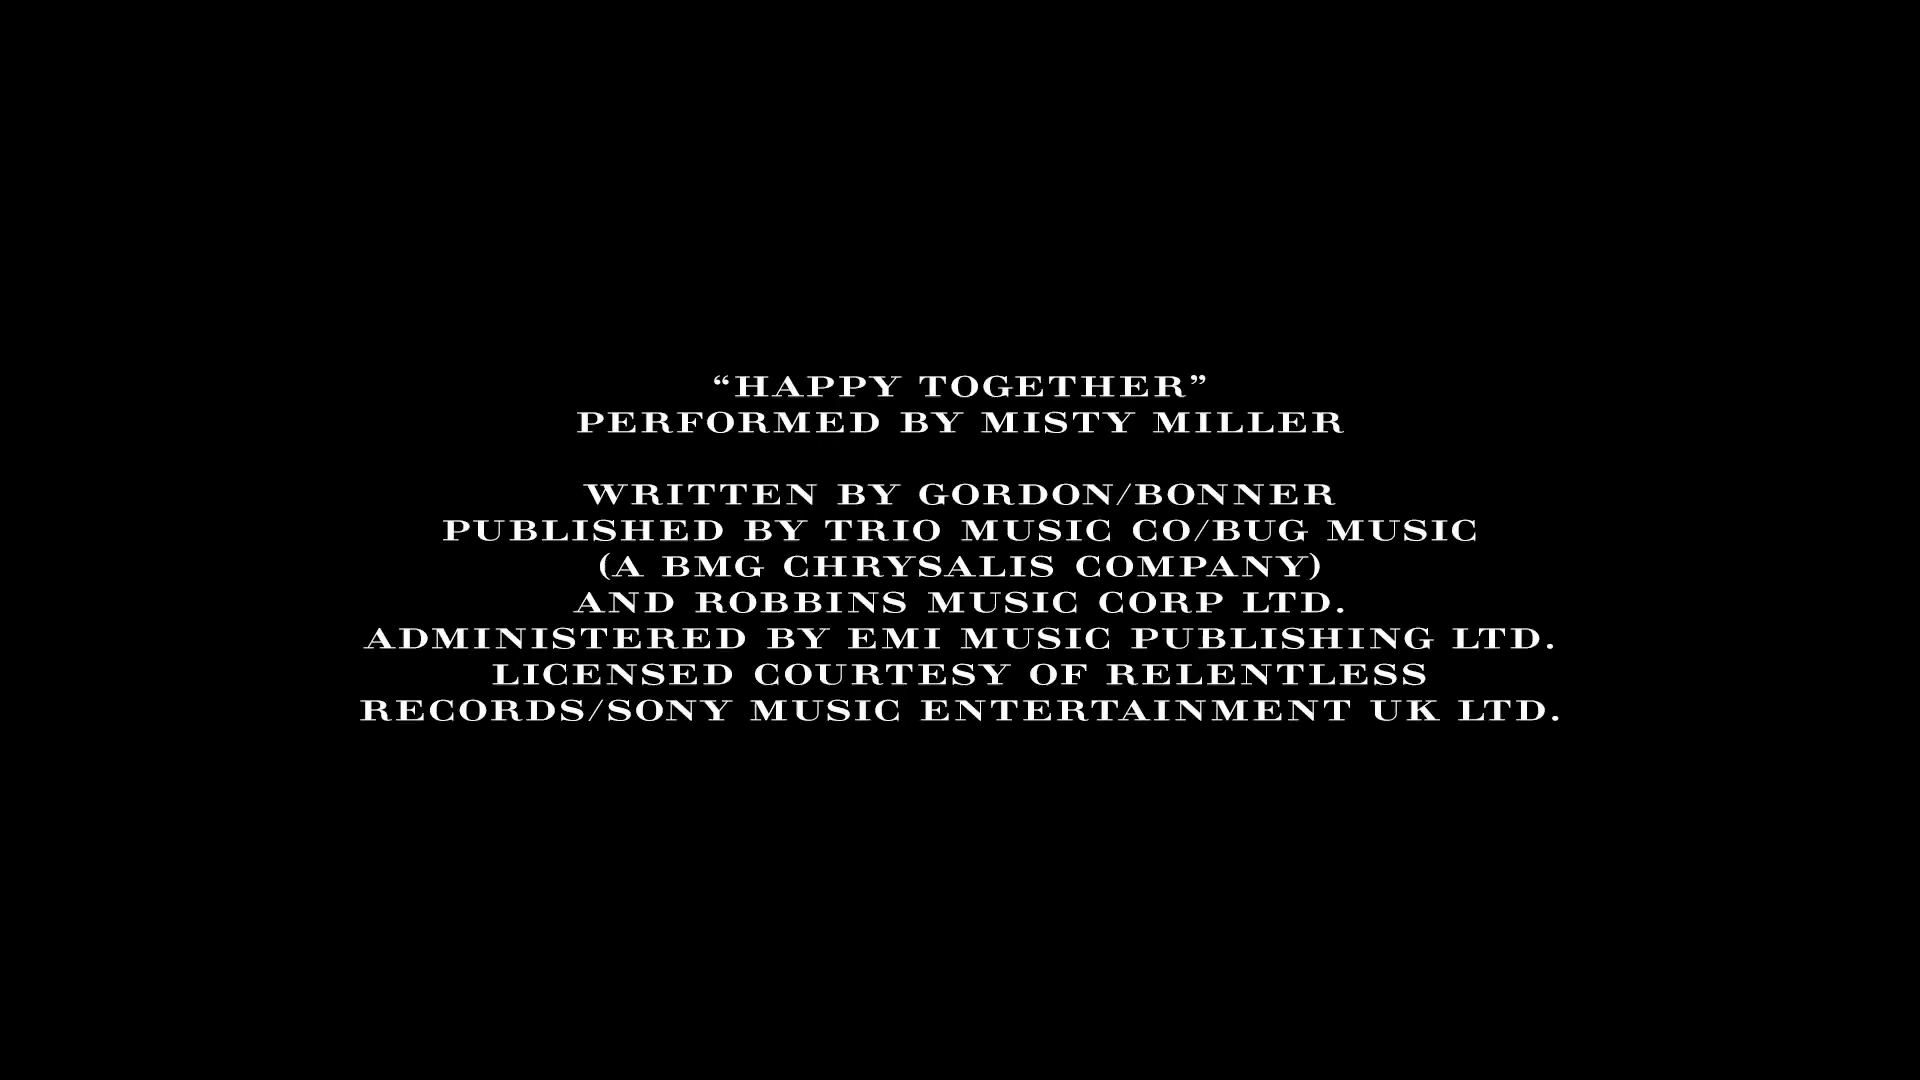 “HAPPY TOGETHER”
PERFORMED BY MISTY MILLER
WRITTEN BY GORDON/BONNER
PUBLISHED BY TRIO MUSIC CO/BUG MUSIC
(A BMG CHRYSALIS COMPANY)
AND ROBBINS MUSIC CORP LTD.
ADMINISTERED BY EMI MUSIC PUBLISHING LTD.
LICENSED COURTESY OF RELENTLESS
RECORDS/SONY MUSIC ENTERTAINMENT UK LTD.